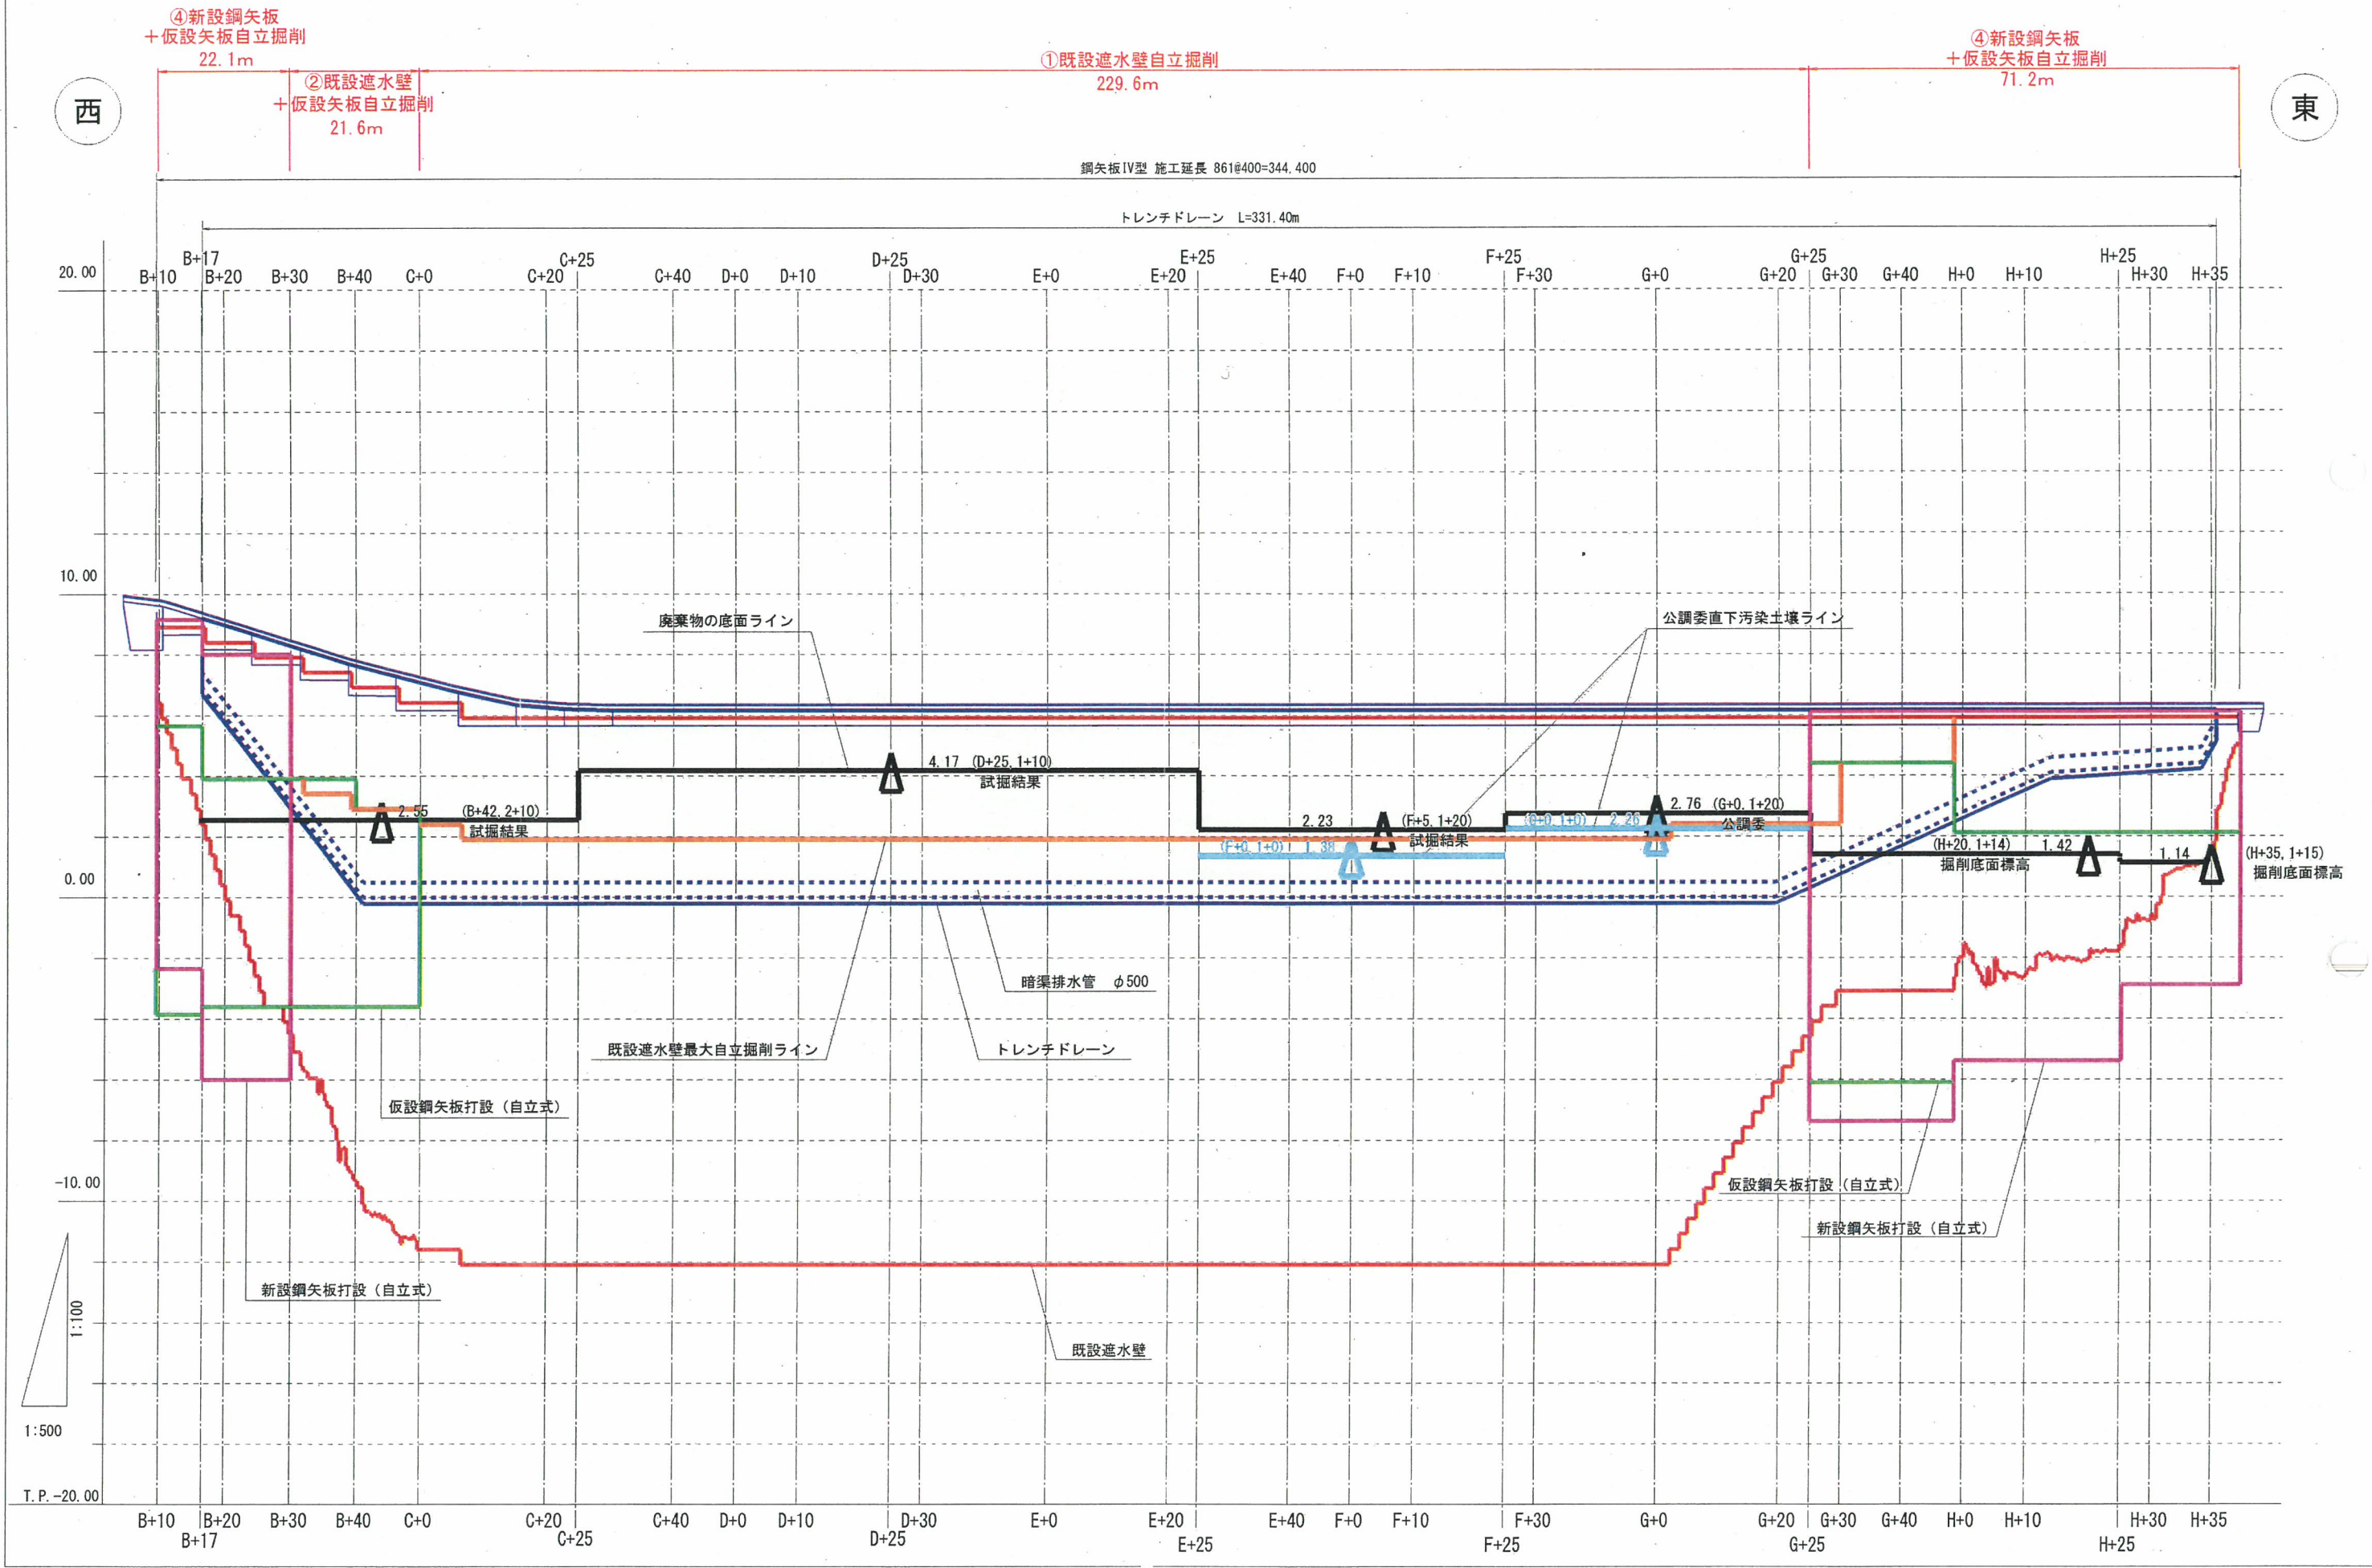 ④新設鋼矢板
＋仮設矢板自立掘削
22.1m
②既設遮水壁
＋仮設矢板自立掘削
21.6m
①既設遮水壁自立掘削
229.6m
④新設鋼矢板
＋仮設矢板自立掘削
71.2m
西
東
鋼矢板Ⅳ型 施工延長 861@400=344,400
トレンチドレーン L=331.40m
B+17 C+25 D+25 E+25 F+25 G+25 H+25
B+10 B+20 B+30 B+40 C+0 C+20 C+40 D+0 D+10 D+30 E+0 E+20 E+40 F+0 F+10 F+30 G+0 G+20 G+30 G+40 H+0 H+10 H+30 H+35
20.00
10.00
廃棄物の底面ライン
公調委直下汚染土壌ライン
4.17 (D+25,1+10)
試掘結果
2.55 (B+42,2+10)
試掘結果
2.23 (F+5,1+20)
試掘結果
(G+0,1+0) 2.26
2.76 (G+0,1+20)
公調委
(F+0,1+0) 1.38
(H+20,1+14) 1.42
掘削底面標高
1.14 (H+35,1+15)
掘削底面標高
0.00
暗渠排水管 φ500
既設遮水壁最大自立掘削ライン
トレンチドレーン
仮設鋼矢板打設（自立式）
-10.00
仮設鋼矢板打設（自立式）
新設鋼矢板打設（自立式）
新設鋼矢板打設（自立式）
既設遮水壁
1:100
1:500
T.P.-20.00
B+10 B+20 B+30 B+40 C+0 C+20 C+40 D+0 D+10 D+30 E+0 E+20 E+40 F+0 F+10 F+30 G+0 G+20 G+30 G+40 H+0 H+10 H+30 H+35
B+17 C+25 D+25 E+25 F+25 G+25 H+25